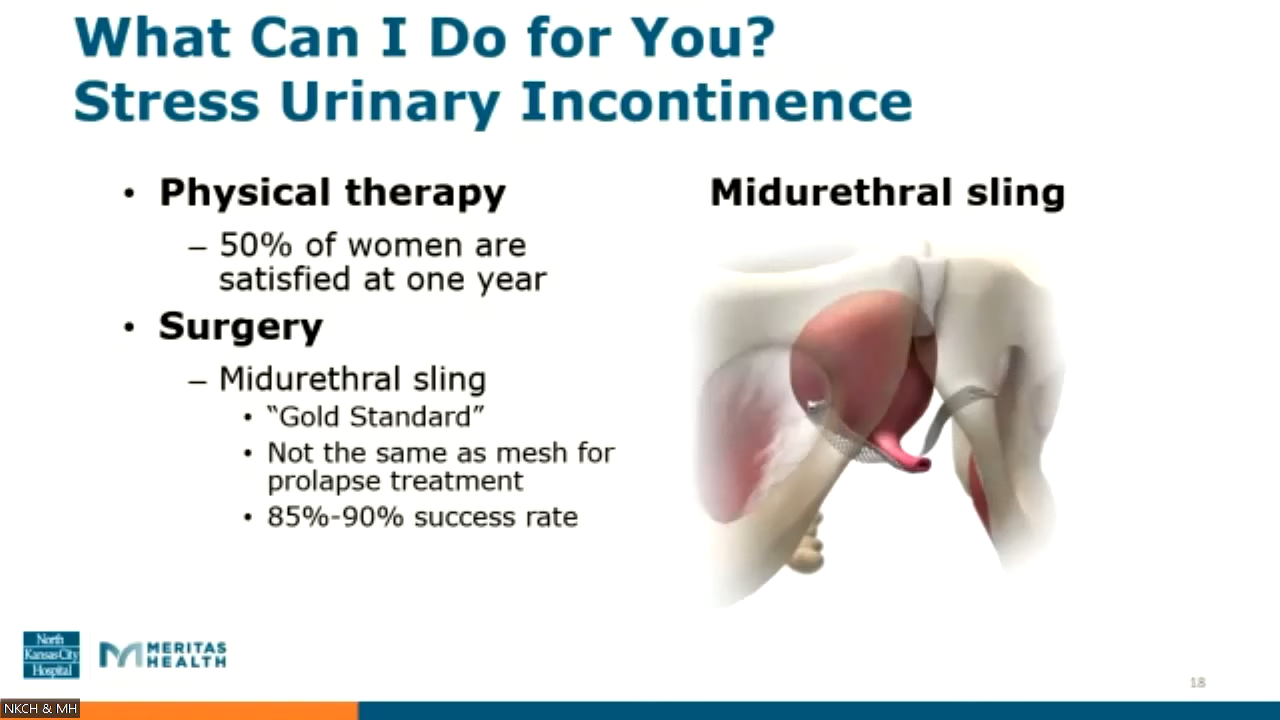 What Can I Do for You?
Stress Urinary Incontinence
• Physical therapy
– 50% of women are
satisfied at one year
• Surgery
– Midurethral sling
• “Gold Standard”
• Not the same as mesh for
prolapse treatment
• 85%-90% success rate
Midurethral sling
North
KansasCity
Hospital
MERITAS
HEALTH
18
NKCH & MH